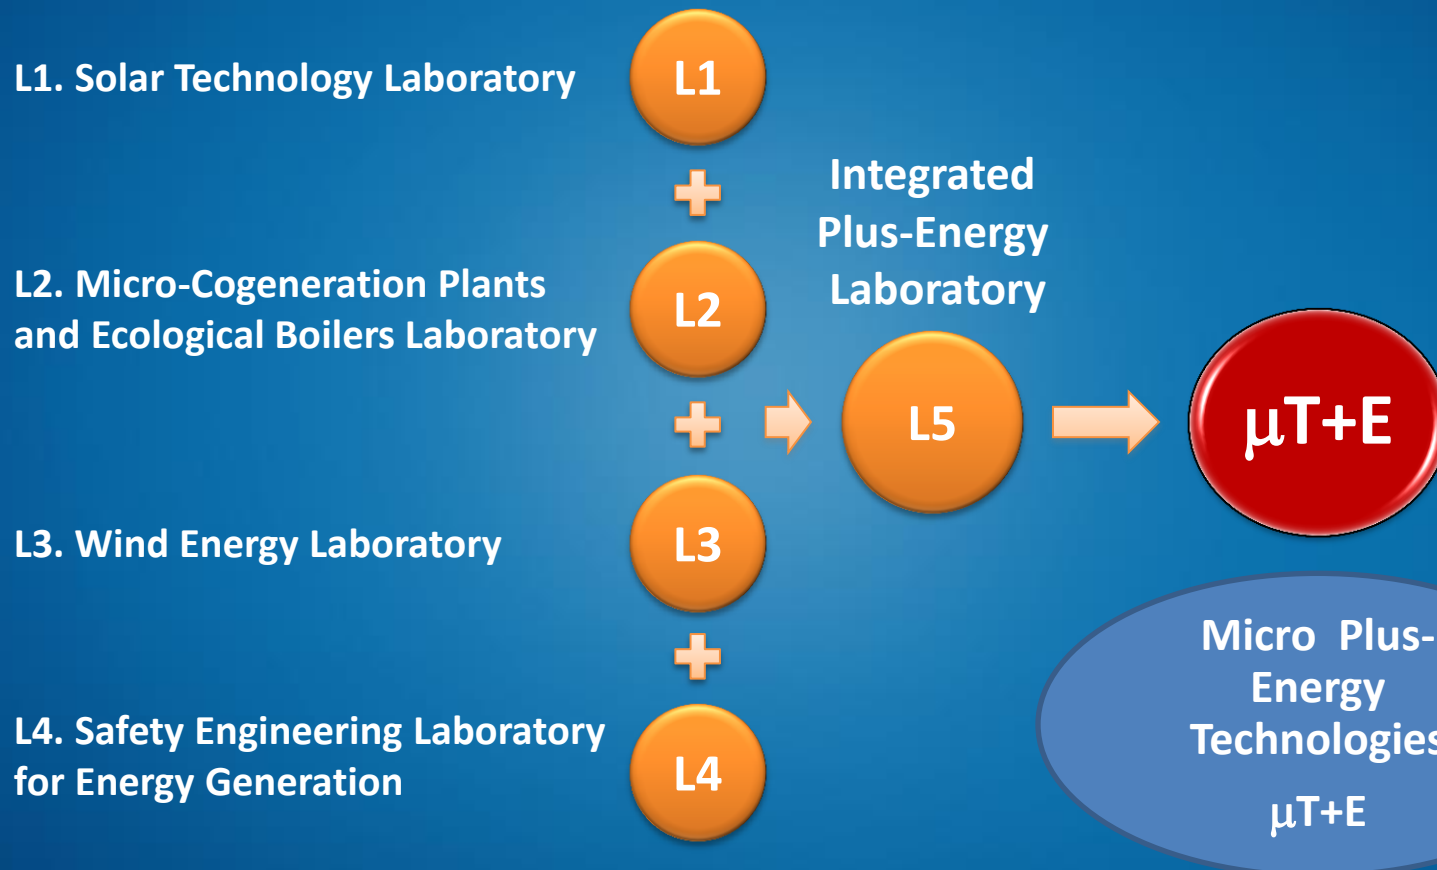 L1. Solar Technology Laboratory
L1
Integrated
Plus-Energy
Laboratory
L2. Micro-Cogeneration Plants
and Ecological Boilers Laboratory
L2
L5
μT+E
L3. Wind Energy Laboratory
L3
L4. Safety Engineering Laboratory
for Energy Generation
L4
Micro Plus-
Energy
Technologies
μT+E